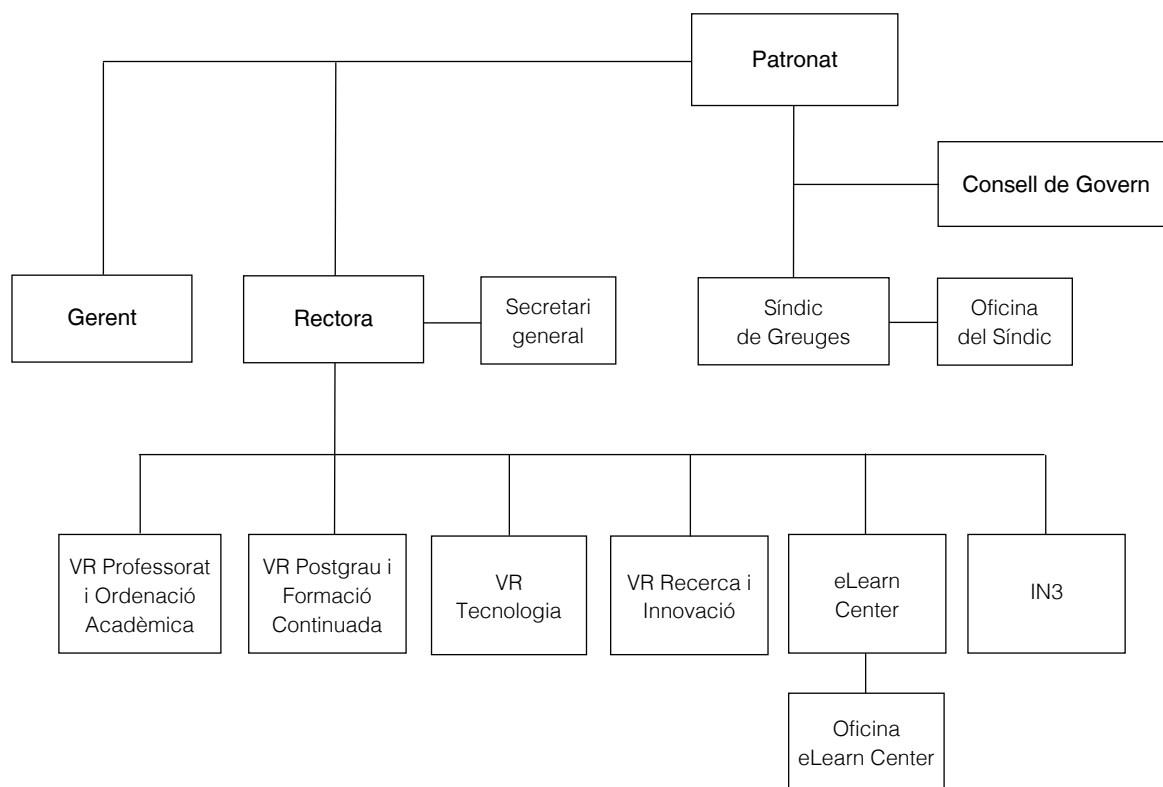 Patronat
Consell de Govern
Gerent
Rectora
Secretari
general
Síndic
de Greuges
Oficina
del Síndic
VR Professorat
i Ordenació
Acadèmica
VR Postgrau i
Formació
Continuada
VR
Tecnologia
VR Recerca i
Innovació
eLearn
Center
IN3
Oficina
eLearn Center